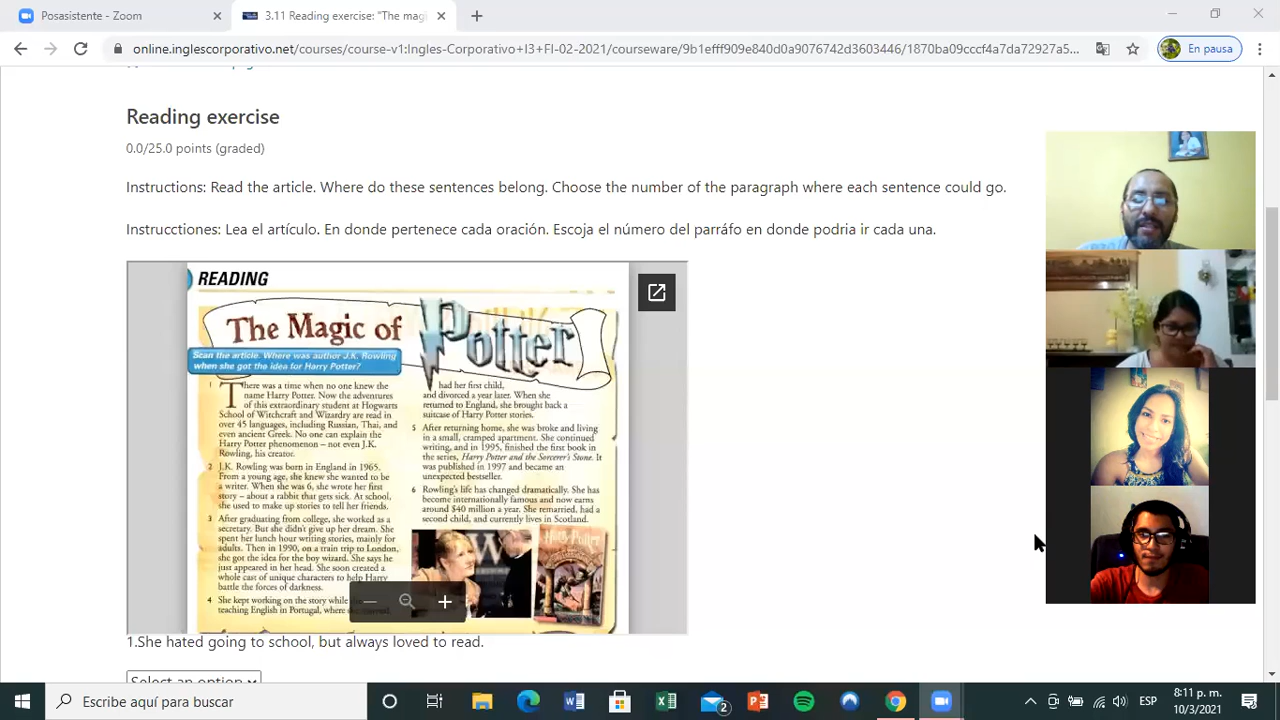 Posasistente - Zoom
3.11 Reading exercise: "The mag
online.inglescorporativo.net/courses/course-v1:Ingles-Corporativo+I3+FI-02-2021/courseware/9b1efff909e840d0a9076742d3603446/1870ba09cccf4a7da72927a5...
En pausa
Reading exercise
0.0/25.0 points (graded)
Instructions: Read the article. Where do these sentences belong. Choose the number of the paragraph where each sentence could go.
Instrucctiones: Lea el artículo. En donde pertenece cada oración. Escoja el número del parráfo en donde podria ir cada una.
READING
The Magic of Potter
Scan the article. Where was author J.K. Rowling
when she got the idea for Harry Potter?
1 There was a time when no one knew the
name Harry Potter. Now the adventures
of this extraordinary student at Hogwarts
School of Witchcraft and Wizardry are read in
over 45 languages, including Russian, Thai, and
even ancient Greek. No one can explain the
Harry Potter phenomenon – not even J.K.
Rowling, his creator.
2 J.K. Rowling was born in England in 1965.
From a young age, she knew she wanted to be
a writer. When she was 6, she wrote her first
story – about a rabbit that gets sick. At school,
she used to make up stories to tell her friends.
3 After graduating from college, she worked as a
secretary. But she didn't give up her dream. She
spent her lunch hour writing stories, mainly for
adults. Then in 1990, on a train trip to London,
she got the idea for the boy wizard. She says he
just appeared in her head. She soon created a
whole cast of unique characters to help Harry
battle the forces of darkness.
4 She kept working on the story while
teaching English in Portugal, where
had her first child,
and divorced a year later. When she
returned to England, she brought back a
suitcase of Harry Potter stories.
5 After returning home, she was broke and living
in a small, cramped apartment. She continued
writing, and in 1995, finished the first book in
the series, Harry Potter and the Sorcerer's Stone. It
was published in 1997 and became an
unexpected bestseller.
6 Rowling's life has changed dramatically. She has
become internationally famous and now earns
around $40 million a year. She remarried, had a
second child, and currently lives in Scotland.
1.She hated going to school, but always loved to read.
Select an option
Escribe aquí para buscar
2
ESP
8:11 p. m.
10/3/2021